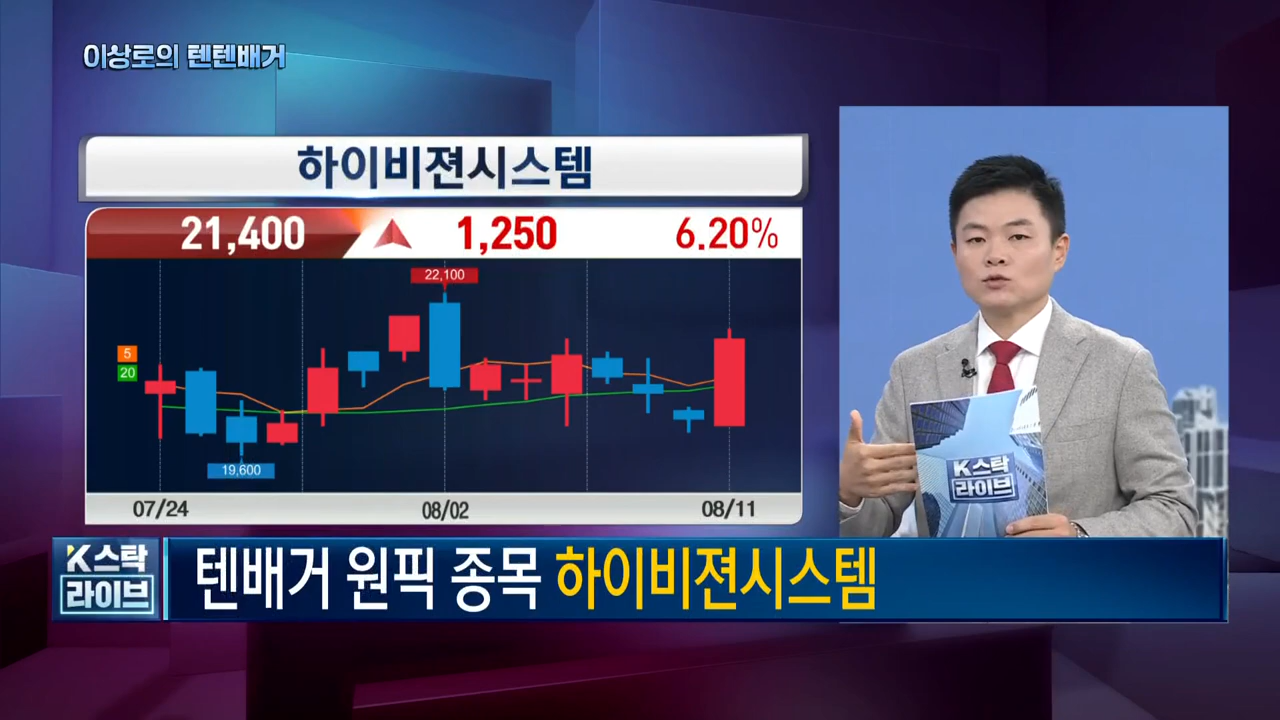 이상로의 텐텐배거
하이비젼시스템
21,400 1,250 6.20%
22,100
5
20
19,600
07/24 08/02 08/11
K스탁
라이브
K스탁
라이브
텐배거 원픽 종목 하이비젼시스템